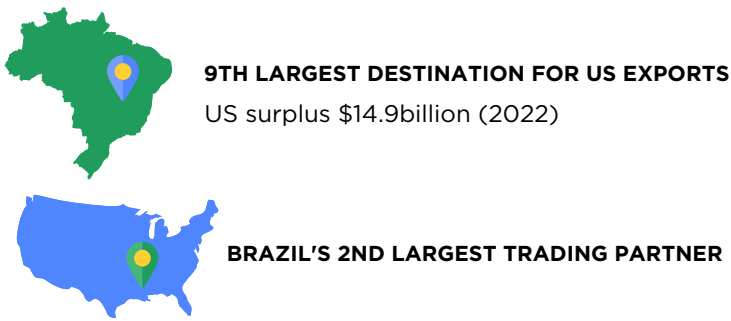 9TH LARGEST DESTINATION FOR US EXPORTS
US surplus $14.9billion (2022)
BRAZIL'S 2ND LARGEST TRADING PARTNER